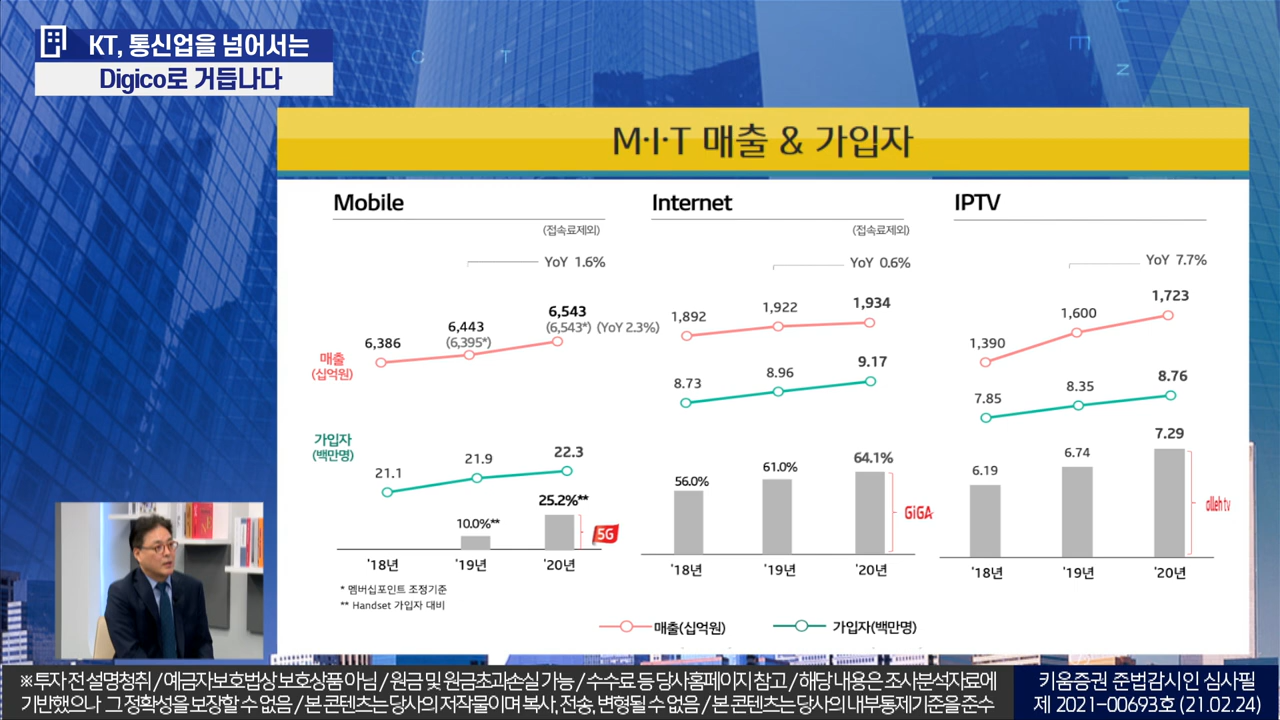 KT, 통신업을 넘어서는
Digico로 거듭나다
C T
E
U
Z
M·I·T 매출 & 가입자
Mobile
(접속료제외)
YoY 1.6%
6,386
6,443
(6,395*)
6,543
(6,543*) (YoY 2.3%)
매출
(십억원)
가입자
(백만명)
21.1
21.9
22.3
10.0%**
25.2%**
5G
'18년
'19년
'20년
* 멤버십포인트 조정기준
** Handset 가입자 대비
Internet
(접속료제외)
YoY 0.6%
1,892
1,922
1,934
8.73
8.96
9.17
56.0%
61.0%
64.1%
GiGA
'18년
'19년
'20년
IPTV
YoY 7.7%
1,390
1,600
1,723
7.85
8.35
8.76
6.19
6.74
7.29
olleh tv
'18년
'19년
'20년
매출(십억원)
가입자(백만명)
※ 투자 전 설명청취 / 예금자보호법상 보호상품 아님 / 원금 및 원금초과손실 가능 / 수수료 등 당사홈페이지 참고 / 해당 내용은 조사분석자료에
기반했으나 그 정확성을 보장할 수 없음 / 본 콘텐츠는 당사의 저작물이며 복사, 전송, 변형될 수 없음 / 본 콘텐츠는 당사의 내부통제기준을 준수
키움증권 준법감시인 심사필
제 2021-00693호 (21.02.24)